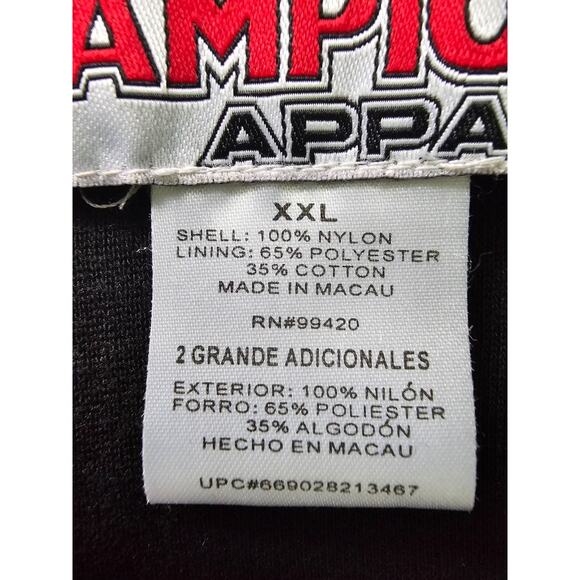 AMPIO
APPA
XXL
SHELL: 100% NYLON
LINING: 65% POLYESTER
35% COTTON
MADE IN MACAU
RN#99420
2 GRANDE ADICIONALES
EXTERIOR: 100% NILÓN
FORRO: 65% POLIESTER
35% ALGODÓN
HECHO EN MACAU
UPC#669028213467